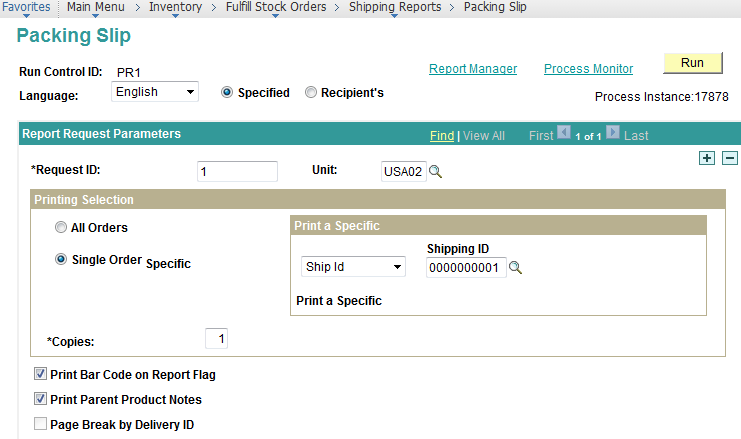 Favorites Main Menu > Inventory > Fulfill Stock Orders > Shipping Reports > Packing Slip
Packing Slip
Run Control ID: PR1 Report Manager Process Monitor Run
Language: English Specified Recipient's Process Instance:17878
Report Request Parameters Find | View All First 1 of 1 Last
*Request ID: 1 Unit: USA02
Printing Selection
All Orders Print a Specific
Shipping ID
Single Order Specific Ship Id 0000000001
Print a Specific
*Copies: 1
Print Bar Code on Report Flag
Print Parent Product Notes
Page Break by Delivery ID